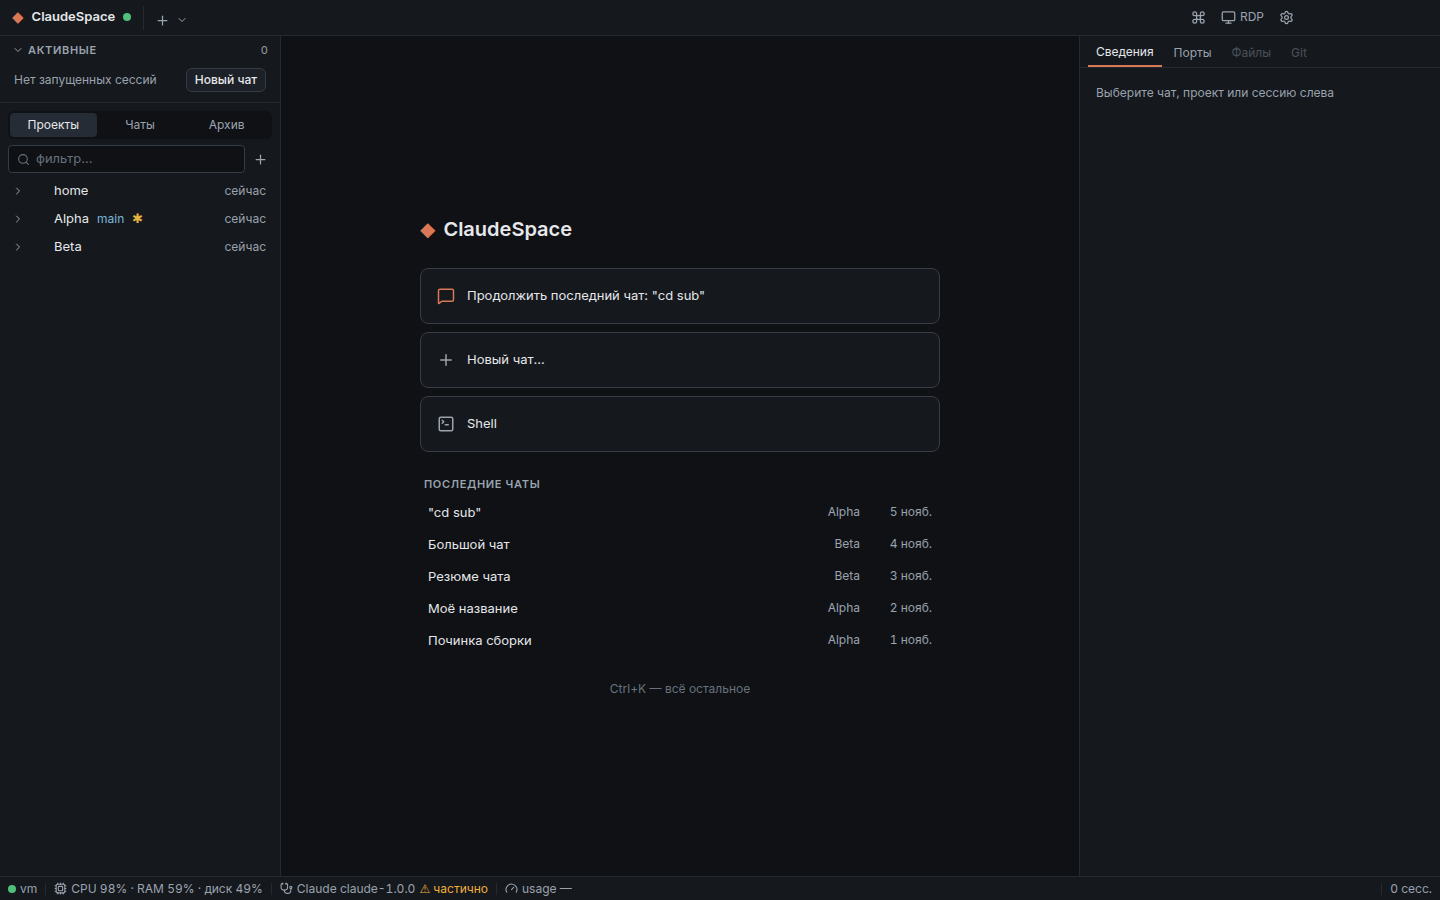 ClaudeSpace
RDP
АКТИВНЫЕ 0
Нет запущенных сессий Новый чат
Проекты Чаты Архив
фильтр...
home сейчас
Alpha main ✱ сейчас
Beta сейчас
ClaudeSpace
Продолжить последний чат: "cd sub"
Новый чат...
Shell
ПОСЛЕДНИЕ ЧАТЫ
"cd sub" Alpha 5 нояб.
Большой чат Beta 4 нояб.
Резюме чата Beta 3 нояб.
Моё название Alpha 2 нояб.
Починка сборки Alpha 1 нояб.
Ctrl+K — всё остальное
Сведения Порты Файлы Git
Выберите чат, проект или сессию слева
vm CPU 98% · RAM 59% · диск 49% Claude claude-1.0.0 ⚠ частично usage — 0 сесс.